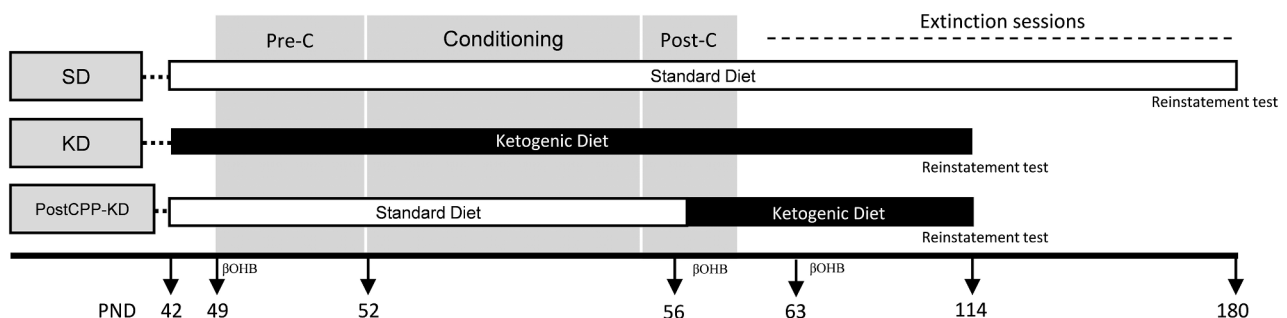 Extinction sessions
Pre-C Conditioning Post-C
SD Standard Diet
Reinstatement test
KD Ketogenic Diet
Reinstatement test
PostCPP-KD Standard Diet Ketogenic Diet
Reinstatement test
βOHB βOHB βOHB
PND 42 49 52 56 63 114 180